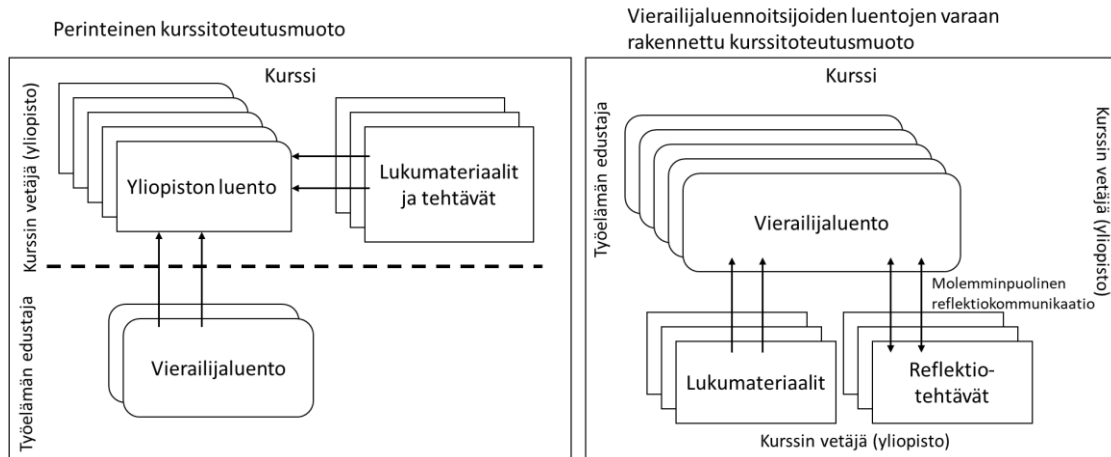 Perinteinen kurssitoteutusmuoto
Kurssi
Kurssin vetäjä (yliopisto)
Yliopiston luento
Lukumateriaalit
ja tehtävät
Työelämän edustaja
Vierailijaluento
Vierailijaluennoitsijoiden luentojen varaan
rakennettu kurssitoteutusmuoto
Kurssi
Työelämän edustaja
Kurssin vetäjä (yliopisto)
Vierailijaluento
Molemminpuolinen
reflektiokommunikaatio
Lukumateriaalit
Reflektio-
tehtävät
Kurssin vetäjä (yliopisto)